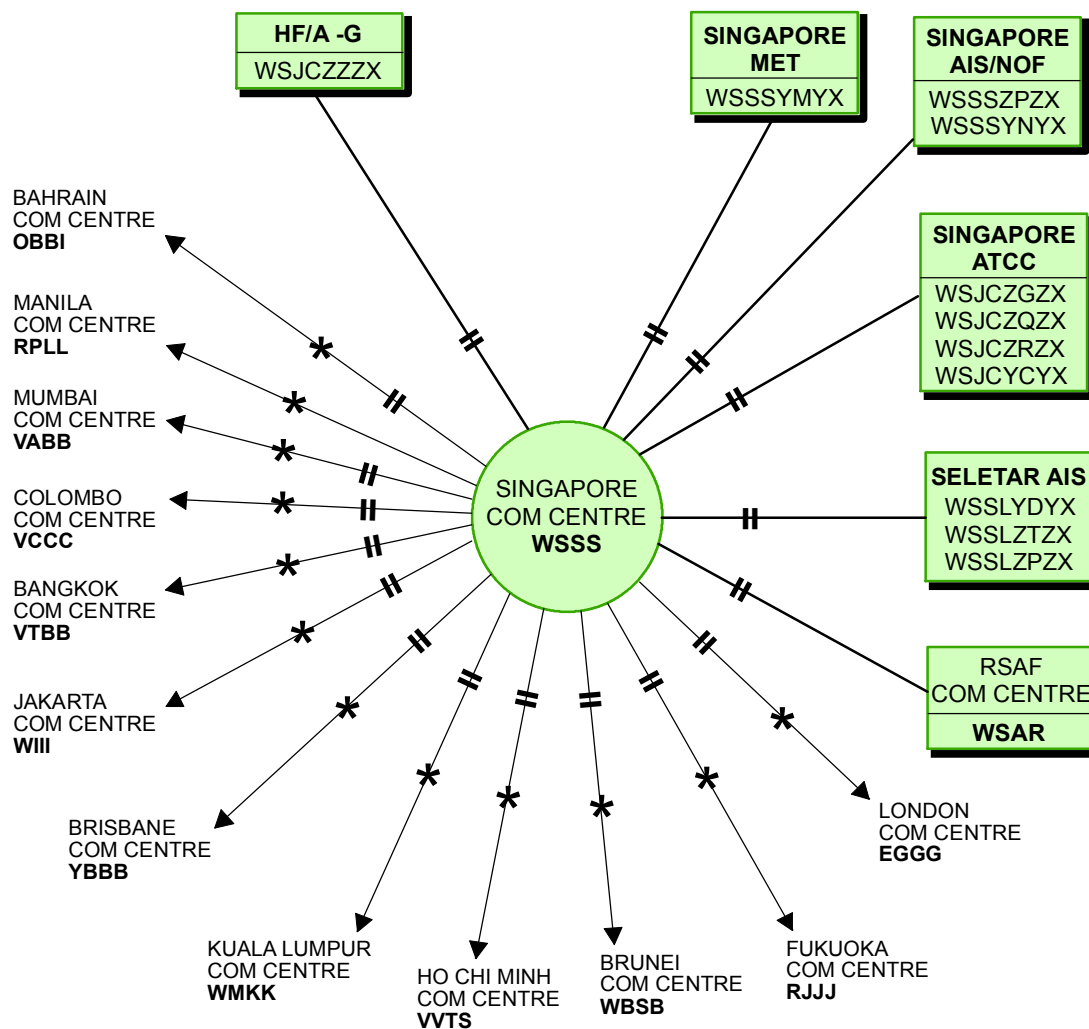 HF/A -G
WSJCZZZX
SINGAPORE
MET
WSSSYMYX
SINGAPORE
AIS/NOF
WSSSZPZX
WSSSYNYX
SINGAPORE
ATCC
WSJCZGZX
WSJCZQZX
WSJCZRZX
WSJCYCYX
SELETAR AIS
WSSLYDYX
WSSLZTZX
WSSLZPZX
RSAF
COM CENTRE
WSAR
SINGAPORE
COM CENTRE
WSSS
BAHRAIN
COM CENTRE
OBBI
MANILA
COM CENTRE
RPLL
MUMBAI
COM CENTRE
VABB
COLOMBO
COM CENTRE
VCCC
BANGKOK
COM CENTRE
VTBB
JAKARTA
COM CENTRE
WIII
BRISBANE
COM CENTRE
YBBB
KUALA LUMPUR
COM CENTRE
WMKK
HO CHI MINH
COM CENTRE
VVTS
BRUNEI
COM CENTRE
WBSB
FUKUOKA
COM CENTRE
RJJJ
LONDON
COM CENTRE
EGGG